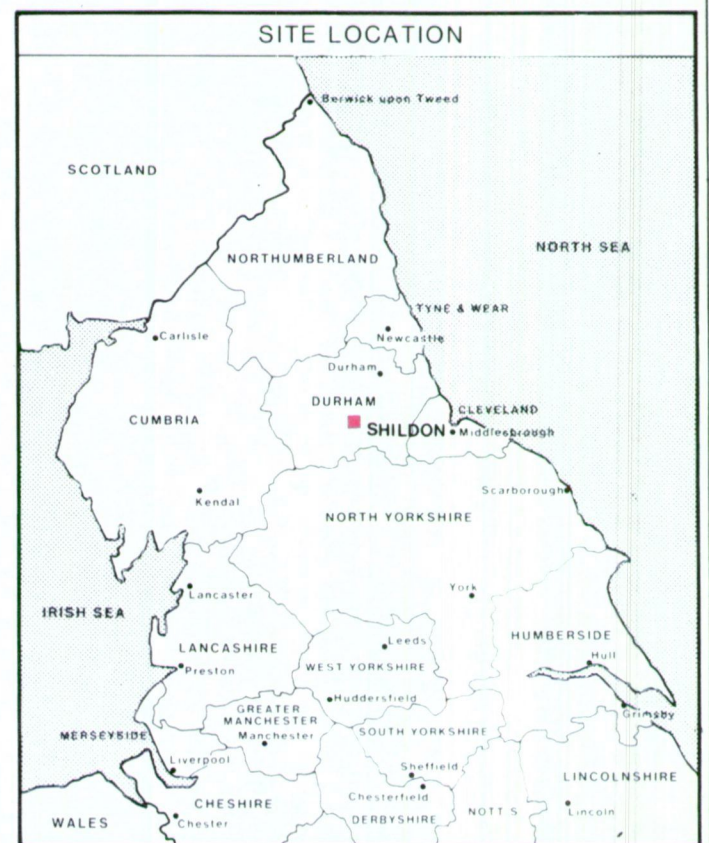 SITE LOCATION
Berwick upon Tweed
SCOTLAND
NORTH SEA
NORTHUMBERLAND
TYNE & WEAR
Carlisle
Newcastle
Durham
DURHAM
CLEVELAND
CUMBRIA
SHILDON
Middlesbrough
Kendal
Scarborough
NORTH YORKSHIRE
York
Lancaster
IRISH SEA
HUMBERSIDE
Leeds
LANCASHIRE
Hull
WEST YORKSHIRE
Preston
Huddersfield
GREATER
MANCHESTER
Grimsby
MERSEYSIDE
Manchester
SOUTH YORKSHIRE
Liverpool
Sheffield
LINCOLNSHIRE
CHESHIRE
Chesterfield
NOTT S
Lincoln
WALES
Chester
DERBYSHIRE